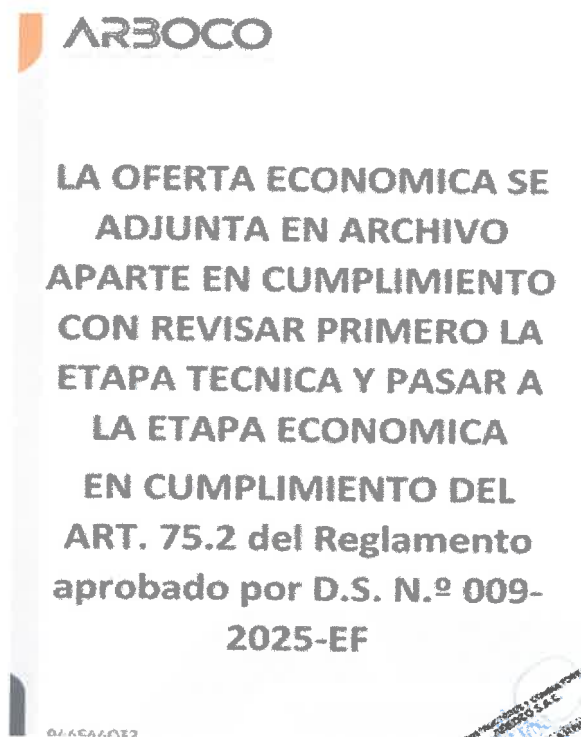 ARBOCO
LA OFERTA ECONOMICA SE
ADJUNTA EN ARCHIVO
APARTE EN CUMPLIMIENTO
CON REVISAR PRIMERO LA
ETAPA TECNICA Y PASAR A
LA ETAPA ECONOMICA
EN CUMPLIMIENTO DEL
ART. 75.2 del Reglamento
aprobado por D.S. N.º 009-
2025-EF
S.A.C.